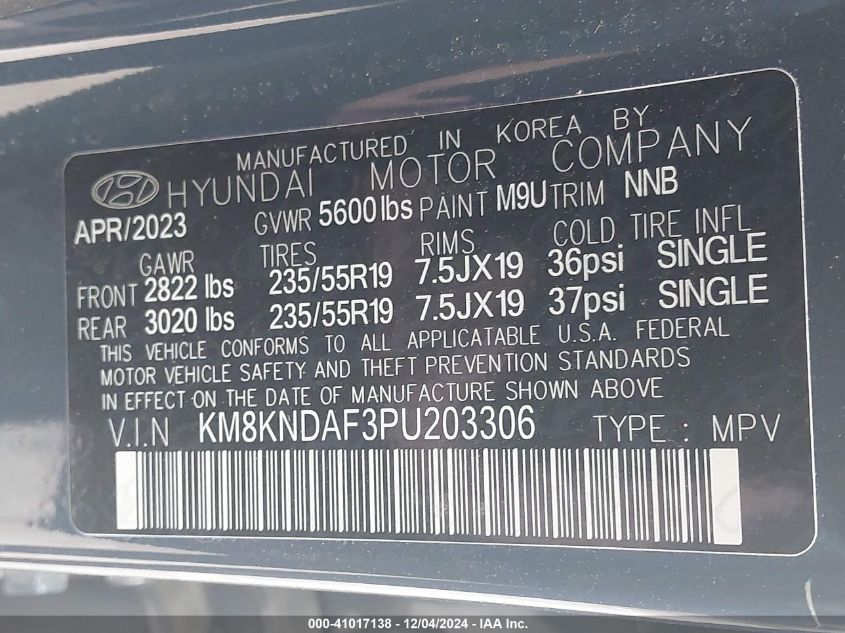 MANUFACTURED IN KOREA BY
HYUNDAI MOTOR COMPANY
APR/2023 GVWR 5600 lbs PAINT M9U TRIM NNB
GAWR TIRES RIMS COLD TIRE INFL
FRONT 2822 lbs 235/55R19 7.5JX19 36psi SINGLE
REAR 3020 lbs 235/55R19 7.5JX19 37psi SINGLE
THIS VEHICLE CONFORMS TO ALL APPLICATABLE U.S.A. FEDERAL
MOTOR VEHICLE SAFETY AND THEFT PREVENTION STANDARDS
IN EFFECT ON THE DATE OF MANUFACTURE SHOWN ABOVE
V.I.N KM8KNDAF3PU203306 TYPE : MPV
KM8KNDAF3PU203306 - 41017138 - 12/04/2024 - IAA, Inc.